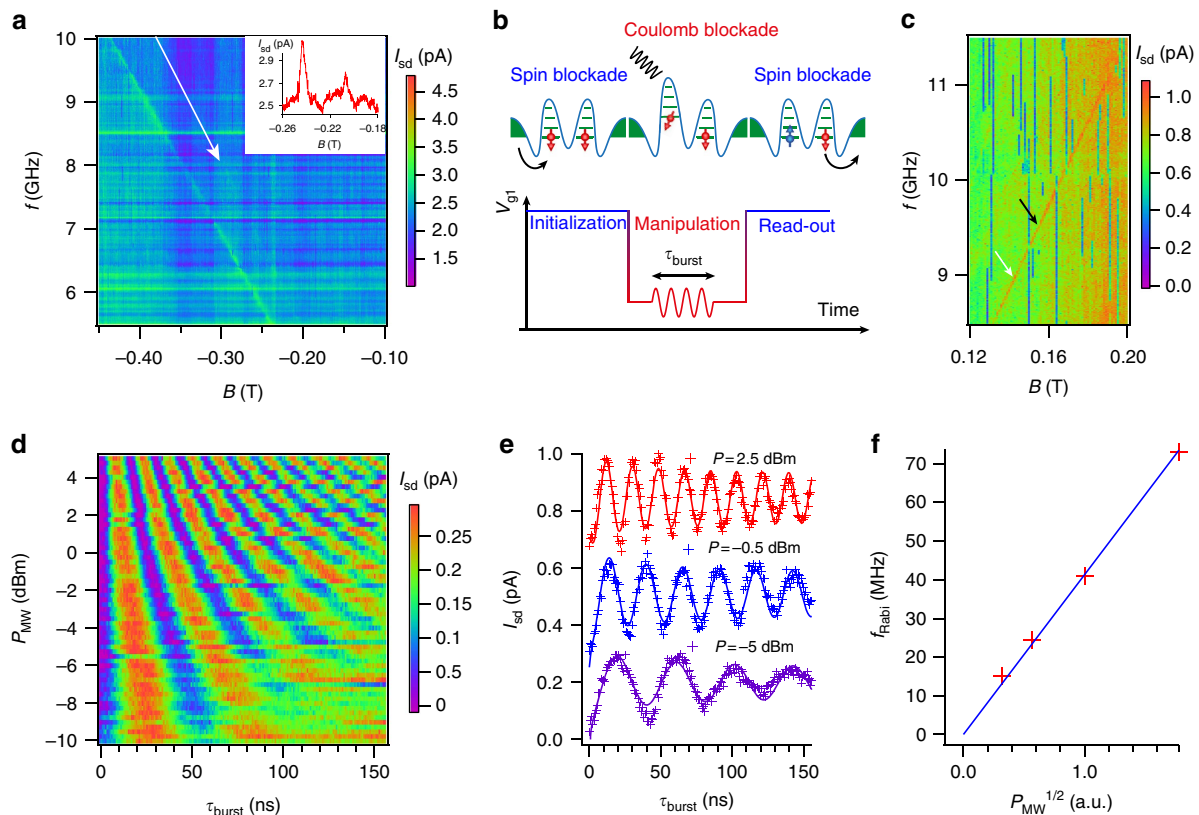 a
10
9
8
7
6
f (GHz)
−0.40
−0.30
−0.20
−0.10
B (T)
I_sd (pA)
2.9
2.7
2.5
−0.26
−0.22
−0.18
B (T)
I_sd (pA)
4.5
4.0
3.5
3.0
2.5
2.0
1.5
b
Coulomb blockade
Spin blockade
Spin blockade
V_g1
Initialization
Manipulation
Read-out
τ_burst
Time
c
11
10
9
f (GHz)
0.12
0.16
0.20
B (T)
I_sd (pA)
1.0
0.8
0.6
0.4
0.2
0.0
d
4
2
0
−2
−4
−6
−8
−10
P_MW (dBm)
0
50
100
150
τ_burst (ns)
I_sd (pA)
0.25
0.2
0.15
0.1
0.05
0
e
1.0
0.8
0.6
0.4
0.2
0.0
I_sd (pA)
P = 2.5 dBm
P = −0.5 dBm
P = −5 dBm
0
50
100
150
τ_burst (ns)
f
70
60
50
40
30
20
10
0
f_Rabi (MHz)
0.0
1.0
P_MW^1/2 (a.u.)